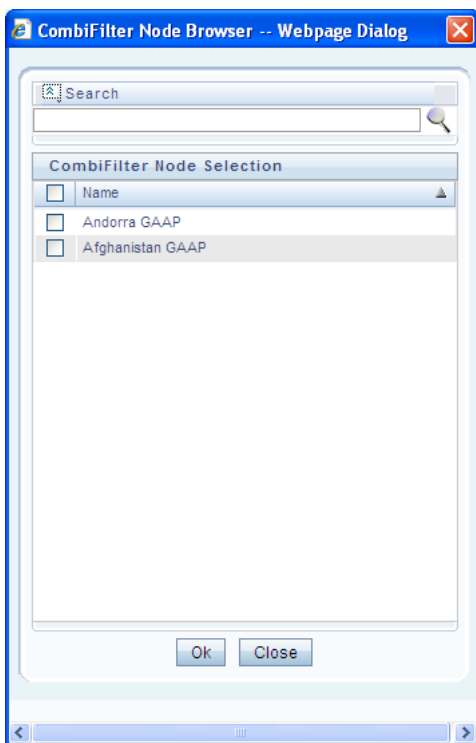 CombiFilter Node Browser -- Webpage Dialog
Search
CombiFilter Node Selection
Name
Andorra GAAP
Afghanistan GAAP
Ok Close